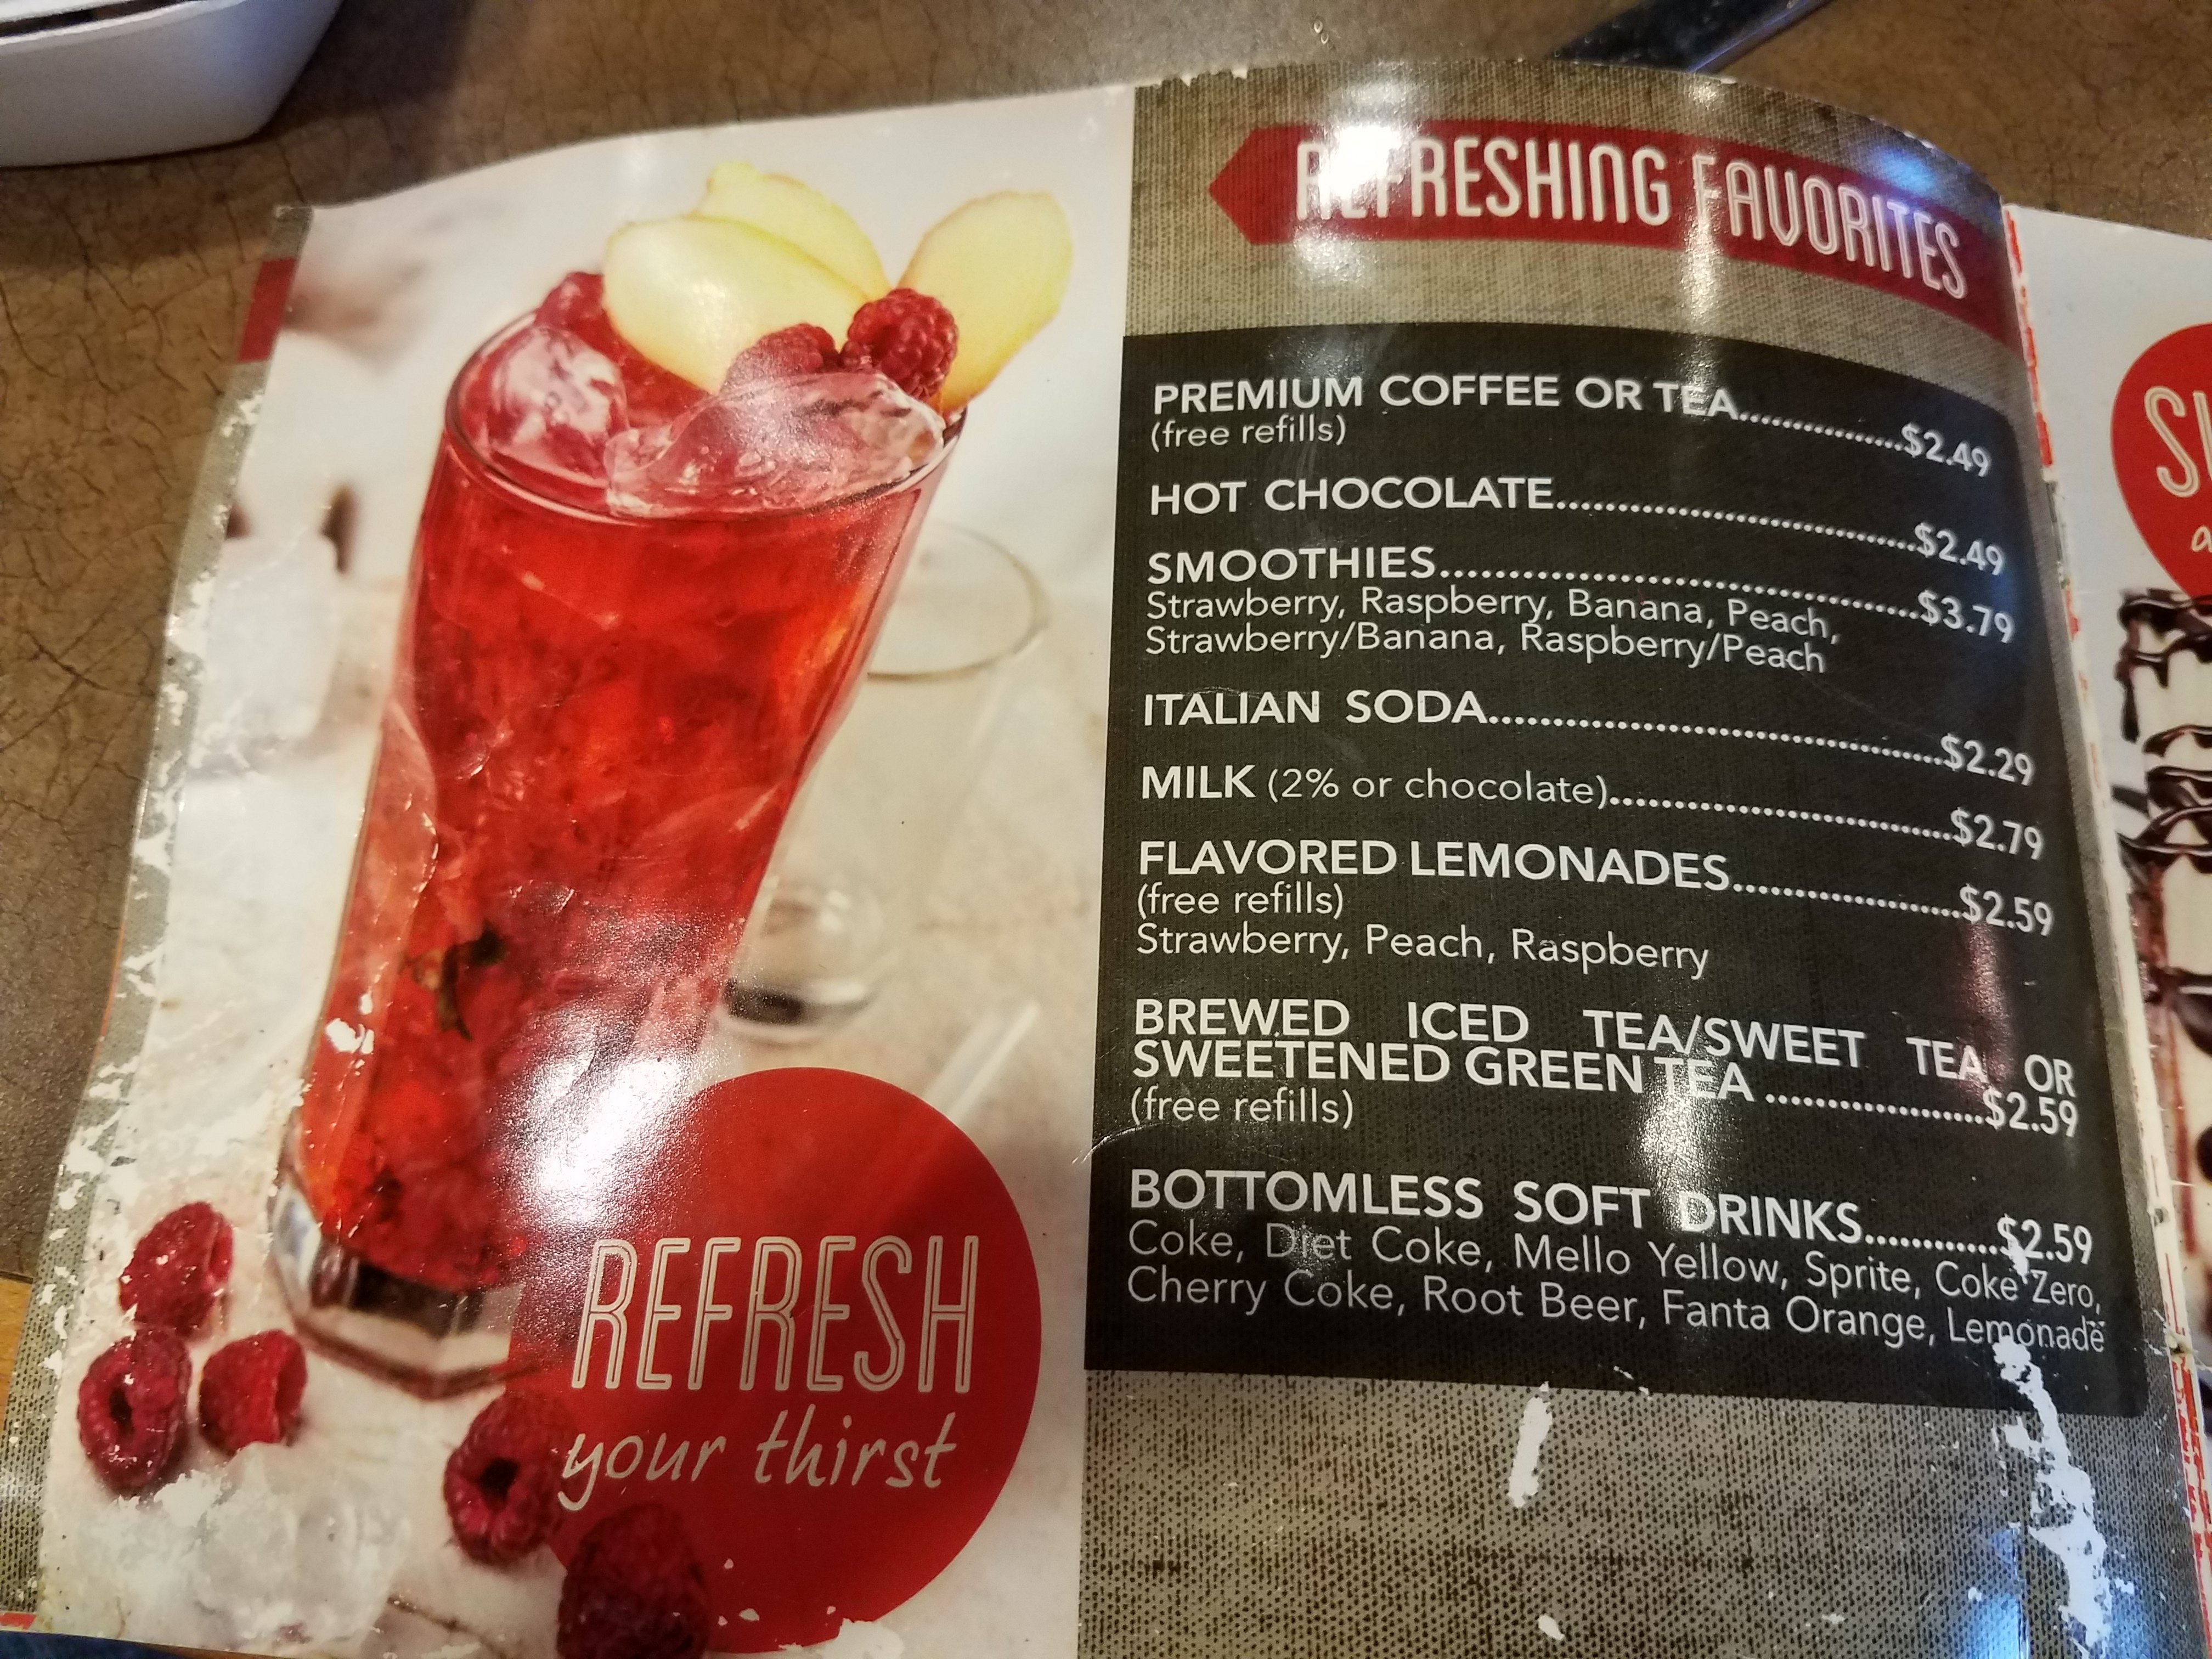 REFRESHING FAVORITES
PREMIUM COFFEE OR TEA..................$2.49
(free refills)
HOT CHOCOLATE..........................$2.49
SMOOTHIES..............................$3.79
Strawberry, Raspberry, Banana, Peach,
Strawberry/Banana, Raspberry/Peach
ITALIAN SODA...........................$2.29
MILK (2% or chocolate).................$2.79
FLAVORED LEMONADES.....................$2.59
(free refills)
Strawberry, Peach, Raspberry
BREWED ICED TEA/SWEET TEA OR
SWEETENED GREEN TEA ...................$2.59
(free refills)
BOTTOMLESS SOFT DRINKS.............$2.59
Coke, Diet Coke, Mello Yellow, Sprite, Coke Zero,
Cherry Coke, Root Beer, Fanta Orange, Lemonade
REFRESH
your thirst